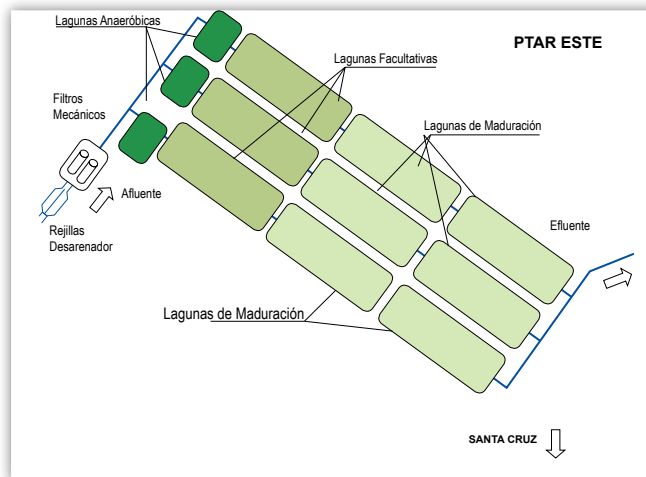 Lagunas Anaeróbicas
PTAR ESTE
Lagunas Facultativas
Filtros
Mecánicos
Lagunas de Maduración
Afluente
Rejillas
Desarenador
Efluente
Lagunas de Maduración
SANTA CRUZ